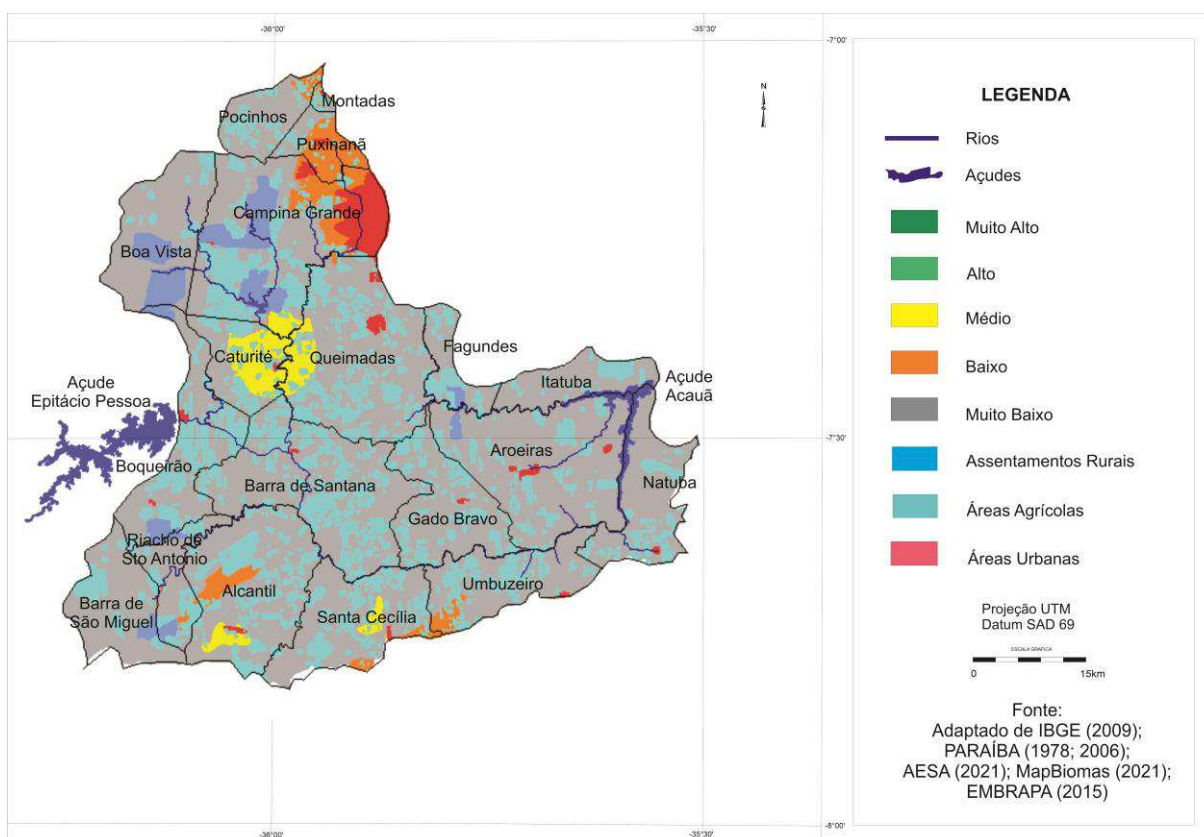 -36°00'
-35°30'
-7°00'
N
Montadas
Pocinhos
Puxinanã
Campina Grande
Boa Vista
Caturité
Queimadas
Fagundes
Itatuba
Açude
Acauã
Açude
Epitácio Pessoa
-7°30'
Boqueirão
Aroeiras
Barra de Santana
Natuba
Gado Bravo
Riacho de
Sto Antonio
Umbuzeiro
Alcantil
Barra de
São Miguel
Santa Cecília
-8°00'
-36°00'
-35°30'
LEGENDA
Rios
Açudes
Muito Alto
Alto
Médio
Baixo
Muito Baixo
Assentamentos Rurais
Áreas Agrícolas
Áreas Urbanas
Projeção UTM
Datum SAD 69
ESCALA GRAFICA
0 15km
Fonte:
Adaptado de IBGE (2009);
PARAÍBA (1978; 2006);
AESA (2021); MapBiomas (2021);
EMBRAPA (2015)